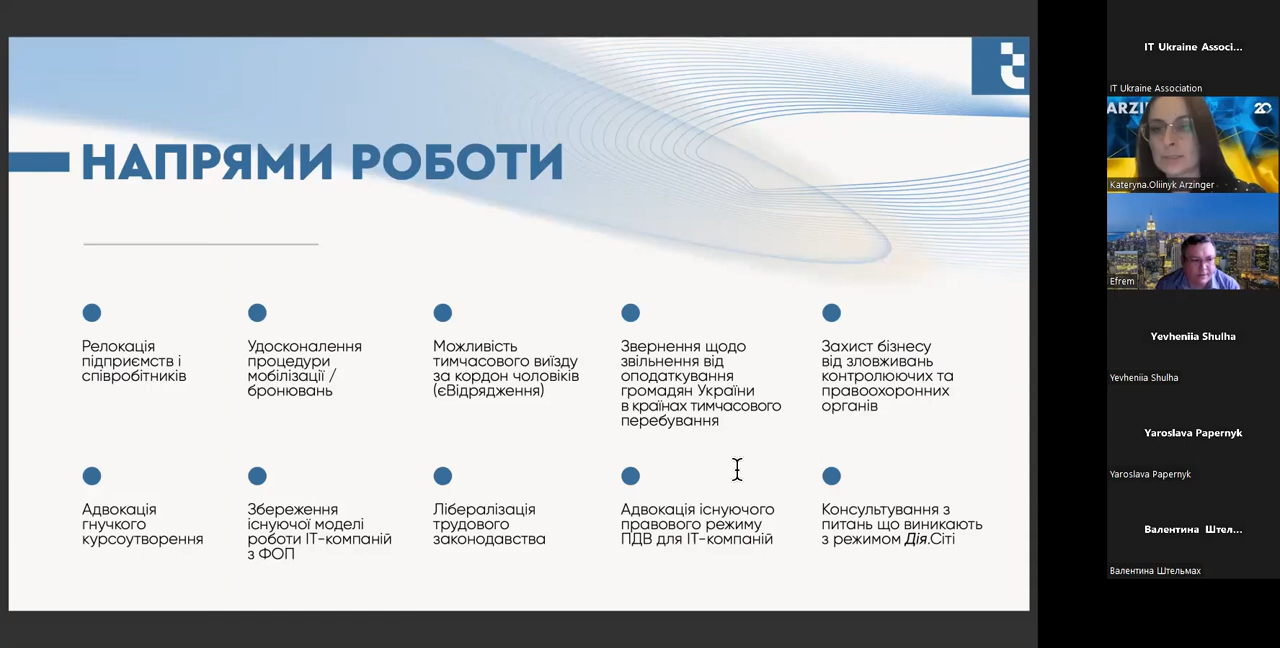 НАПРЯМИ РОБОТИ
Релокація
підприємств і
співробітників
Удосконалення
процедури
мобілізації /
бронювань
Можливість
тимчасового виїзду
за кордон чоловіків
(єВідрядження)
Звернення щодо
звільнення від
оподаткування
громадян України
в країнах тимчасового
перебування
Захист бізнесу
від зловживань
контролюючих та
правоохоронних
органів
Адвокація
гнучкого
курсоутворення
Збереження
існуючої моделі
роботи ІТ-компаній
з ФОП
Лібералізація
трудового
законодавства
Адвокація існуючого
правового режиму
ПДВ для ІТ-компаній
Консультування з
питань що виникають
з режимом Дія.Сіті
IT Ukraine Associ...
IT Ukraine Association
ARZI
20
Kateryna.Oliinyk Arzinger
Efrem
Yevheniia Shulha
Yevheniia Shulha
Yaroslava Papernyk
Yaroslava Papernyk
Валентина Штел...
Валентина Штельмах